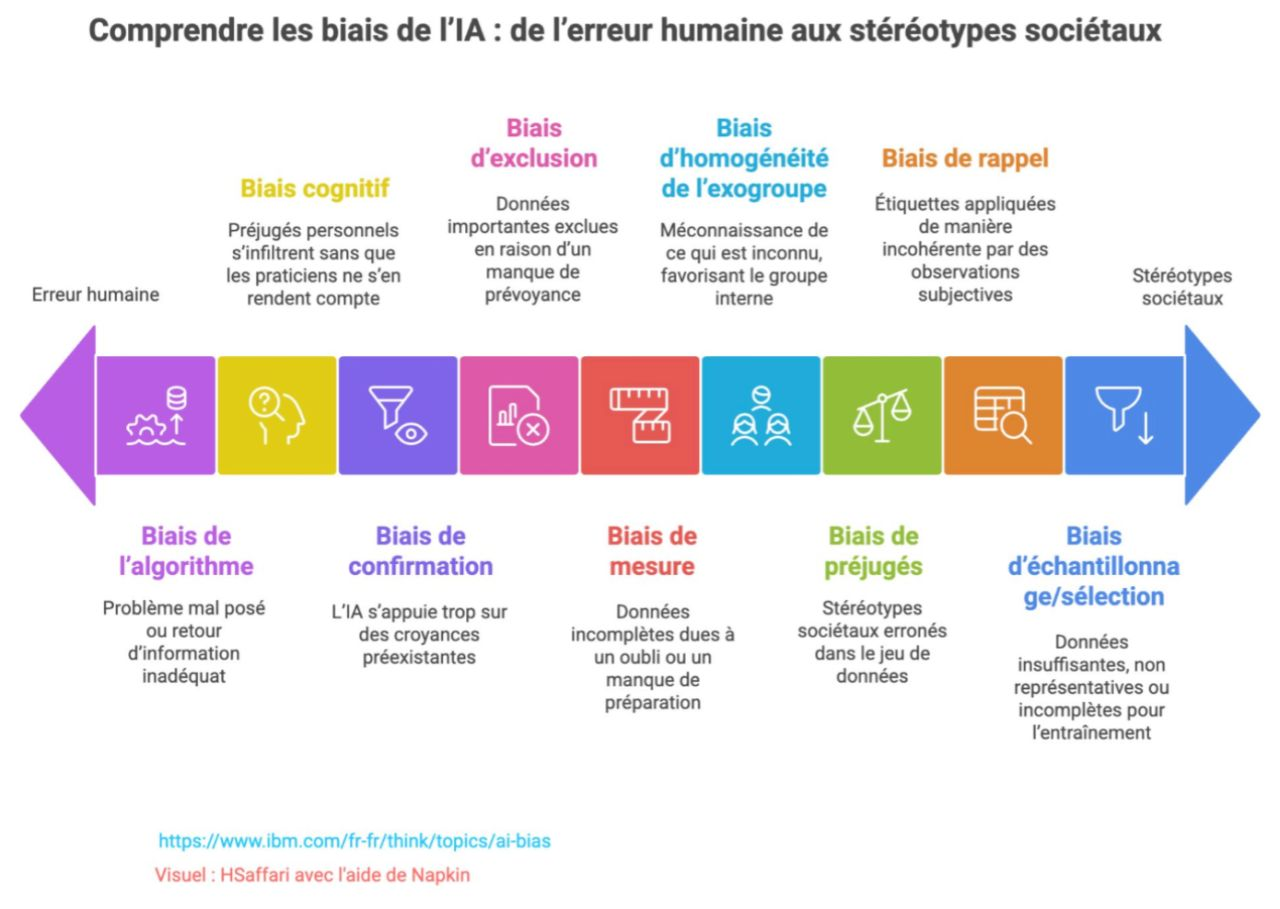 Comprendre les biais de l'IA : de l'erreur humaine aux stéréotypes sociétaux
Erreur humaine
Biais cognitif
Préjugés personnels
s'infiltrent sans que
les praticiens ne s'en
rendent compte
Biais
d'exclusion
Données
importantes exclues
en raison d'un
manque de
prévoyance
Biais
d'homogénéité
de l'exogroupe
Méconnaissance de
ce qui est inconnu,
favorisant le groupe
interne
Biais de rappel
Étiquettes appliquées
de manière
incohérente par des
observations
subjectives
Stéréotypes
sociétaux
Biais de
l'algorithme
Problème mal posé
ou retour
d'information
inadéquat
Biais de
confirmation
L'IA s'appuie trop sur
des croyances
préexistantes
Biais de
mesure
Données
incomplètes dues à
un oubli ou un
manque de
préparation
Biais de
préjugés
Stéréotypes
sociétaux erronés
dans le jeu de
données
Biais
d'échantillonna
ge/sélection
Données
insuffisantes, non
représentatives ou
incomplètes pour
l'entraînement
https://www.ibm.com/fr-fr/think/topics/ai-bias
Visuel : HSaffari avec l'aide de Napkin